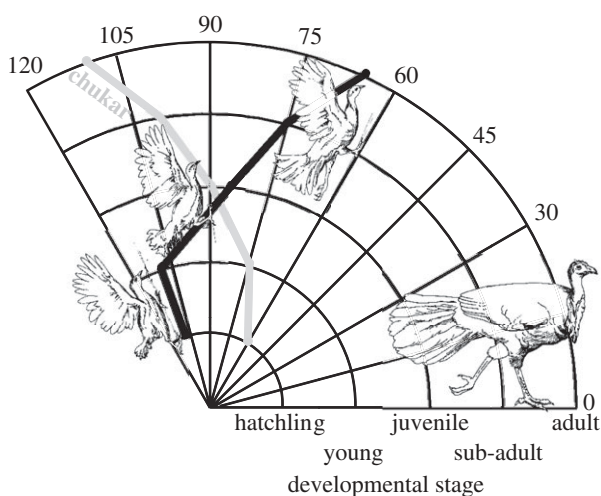 120
105
90
75
60
45
30
0
chukar
hatchling juvenile adult
young sub-adult
developmental stage